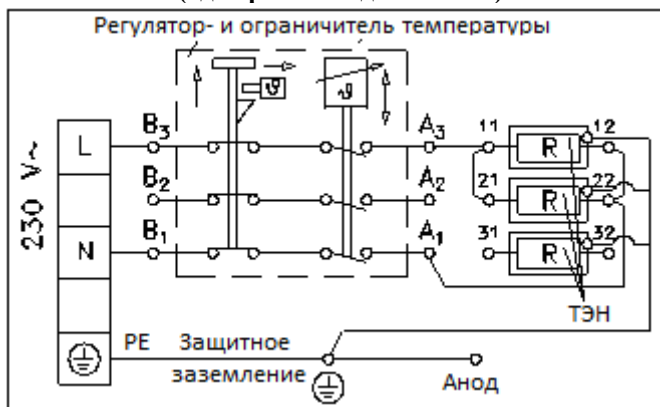 Регулятор- и ограничитель температуры
ϑ
ϑ
230 V~
L
B3
A3
11
R
12
B2
A2
21
R
22
N
B1
A1
31
R
32
ТЭН
PE
Защитное
заземление
Анод